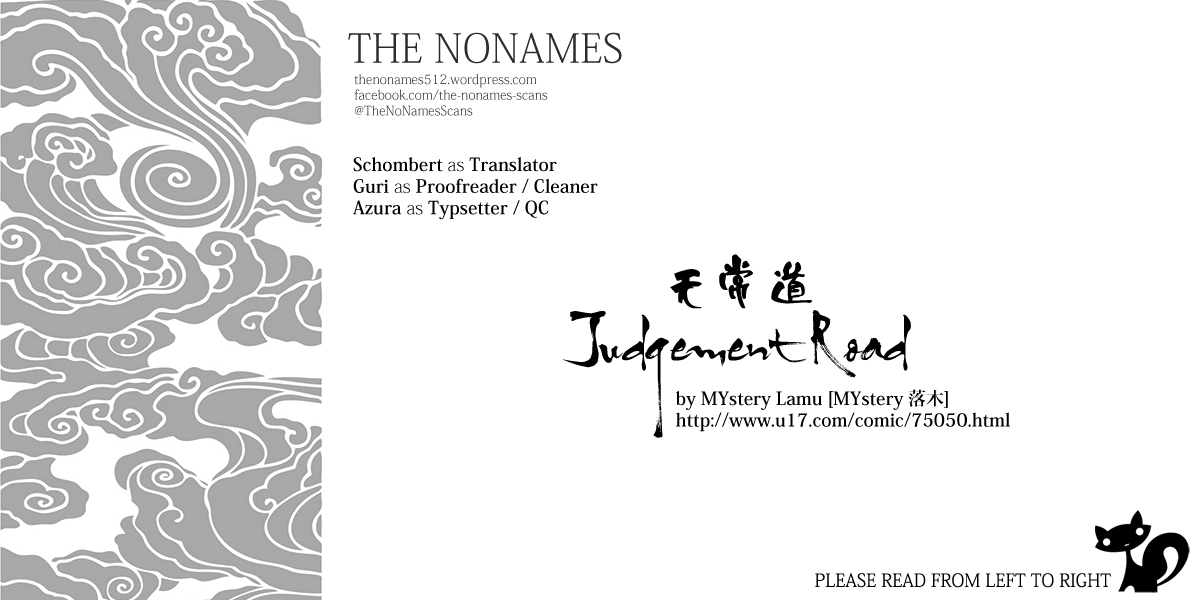 THE NONAMES
thenonames512.wordpress.com
facebook.com/the-nonames-scans
@TheNoNamesScans
Schombert as Translator
Guri as Proofreader / Cleaner
Azura as Typsetter / QC
无常道
Judgement Road
by MYstery Lamu [MYstery 落木]
http://www.u17.com/comic/75050.html
PLEASE READ FROM LEFT TO RIGHT